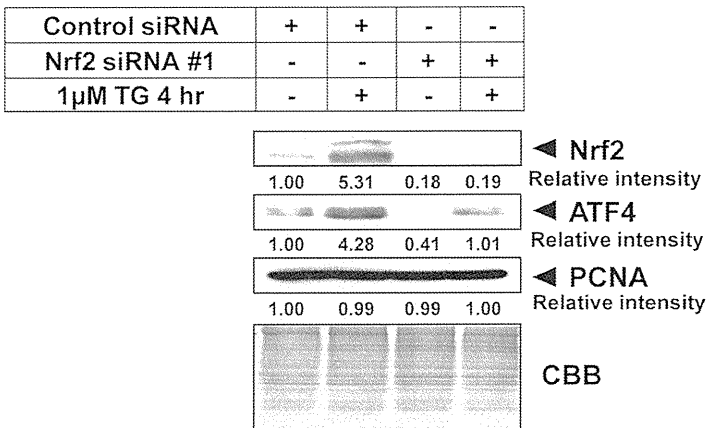 Control siRNA + + - -
Nrf2 siRNA #1 - - + +
1µM TG 4 hr - + - +
Nrf2
1.00 5.31 0.18 0.19 Relative intensity
ATF4
1.00 4.28 0.41 1.01 Relative intensity
PCNA
1.00 0.99 0.99 1.00 Relative intensity
CBB